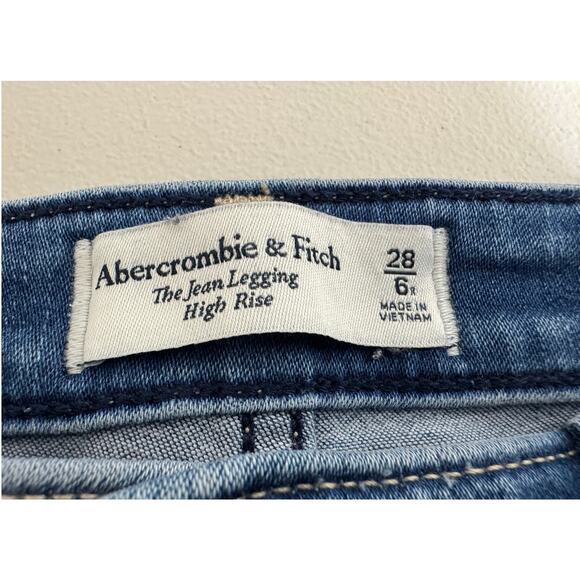 Abercrombie & Fitch
The Jean Legging
High Rise
28
6R
MADE IN
VIETNAM